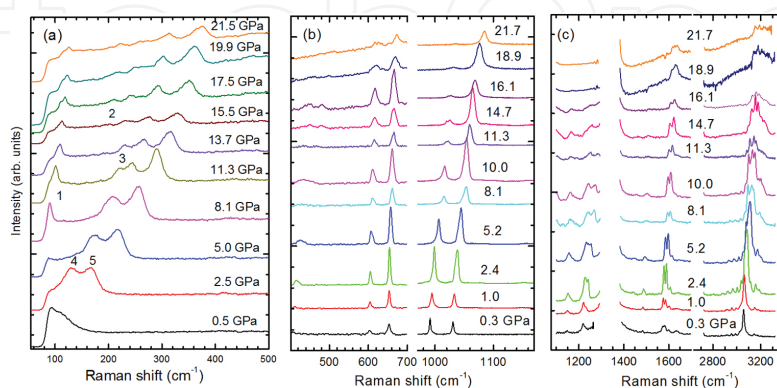 (a)
21.5 GPa
19.9 GPa
17.5 GPa
15.5 GPa
13.7 GPa
11.3 GPa
8.1 GPa
5.0 GPa
2.5 GPa
0.5 GPa
1
2
3
4 5
Intensity (arb. units)
100 200 300 400 500
Raman shift (cm⁻¹)
(b)
21.7
18.9
16.1
14.7
11.3
10.0
8.1
5.2
2.4
1.0
0.3 GPa
400 500 600 700 1000 1100
Raman shift (cm⁻¹)
(c)
21.7
18.9
16.1
14.7
11.3
10.0
8.1
5.2
2.4
1.0
0.3 GPa
1200 1400 1600 2800 3200
Raman shift (cm⁻¹)